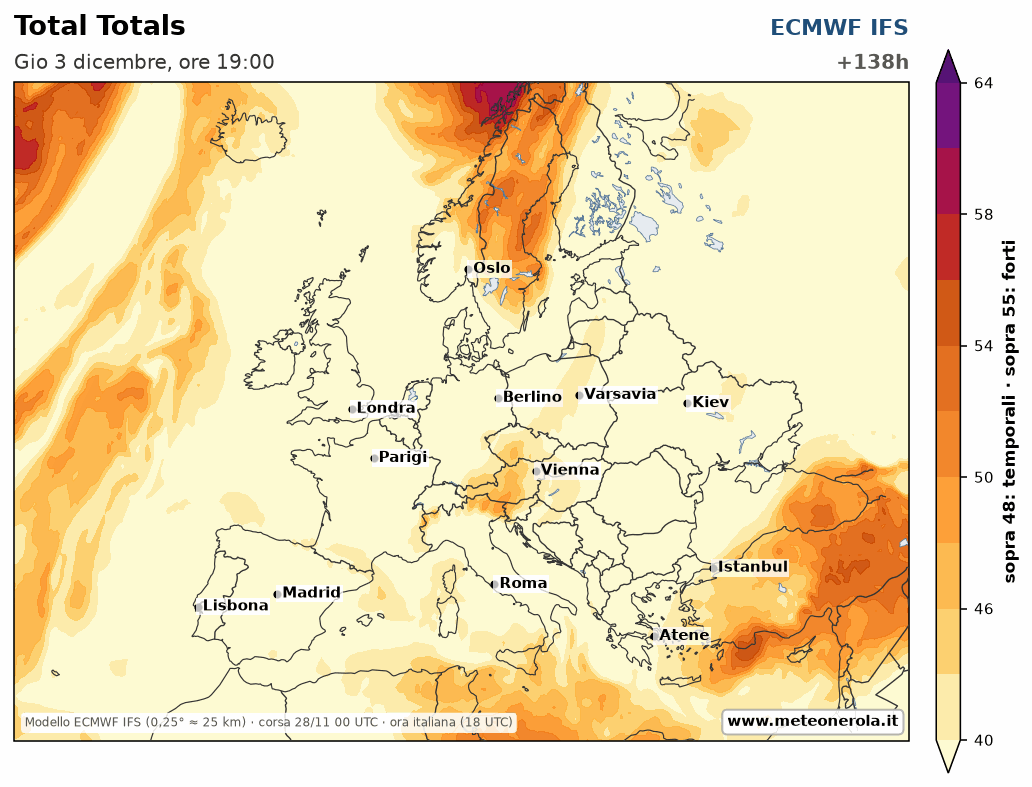 Total Totals
ECMWF IFS
Gio 3 dicembre, ore 19:00
+138h
Oslo
Londra
Berlino
Varsavia
Kiev
Parigi
Vienna
Istanbul
Roma
Madrid
Lisbona
Atene
Modello ECMWF IFS (0,25° ≈ 25 km) · corsa 28/11 00 UTC · ora italiana (18 UTC)
www.meteonerola.it
64
58
54
50
46
40
sopra 48: temporali · sopra 55: forti